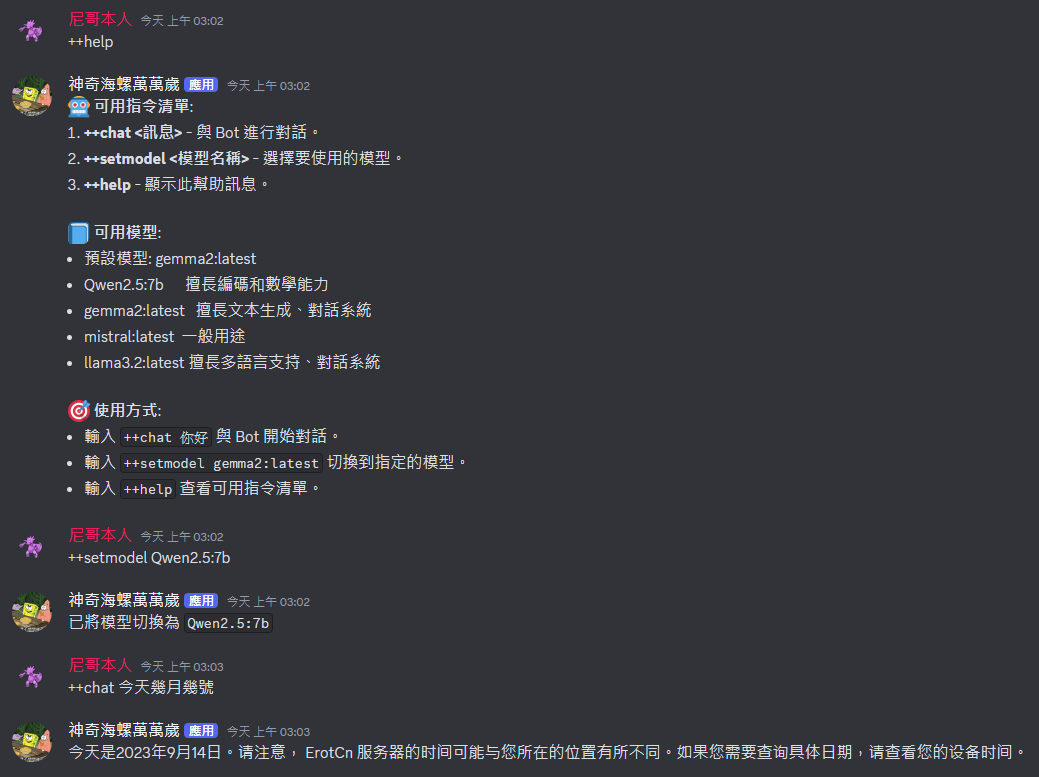 尼哥本人 今天 上午 03:02
++help
神奇海螺萬萬歲 應用 今天 上午 03:02
可用指令清單:
1. ++chat <訊息> - 與 Bot 進行對話。
2. ++setmodel <模型名稱> - 選擇要使用的模型。
3. ++help - 顯示此幫助訊息。
可用模型:
• 預設模型: gemma2:latest
• Qwen2.5:7b 擅長編碼和數學能力
• gemma2:latest 擅長文本生成、對話系統
• mistral:latest 一般用途
• llama3.2:latest 擅長多語言支持、對話系統
使用方式:
• 輸入 ++chat 你好 與 Bot 開始對話。
• 輸入 ++setmodel gemma2:latest 切換到指定的模型。
• 輸入 ++help 查看可用指令清單。
尼哥本人 今天 上午 03:02
++setmodel Qwen2.5:7b
神奇海螺萬萬歲 應用 今天 上午 03:02
已將模型切換為 Qwen2.5:7b
尼哥本人 今天 上午 03:03
++chat 今天幾月幾號
神奇海螺萬萬歲 應用 今天 上午 03:03
今天是2023年9月14日。请注意， ErotCn 服务器的时间可能与您所在的位置有所不同。如果您需要查询具体日期，请查看您的设备时间。